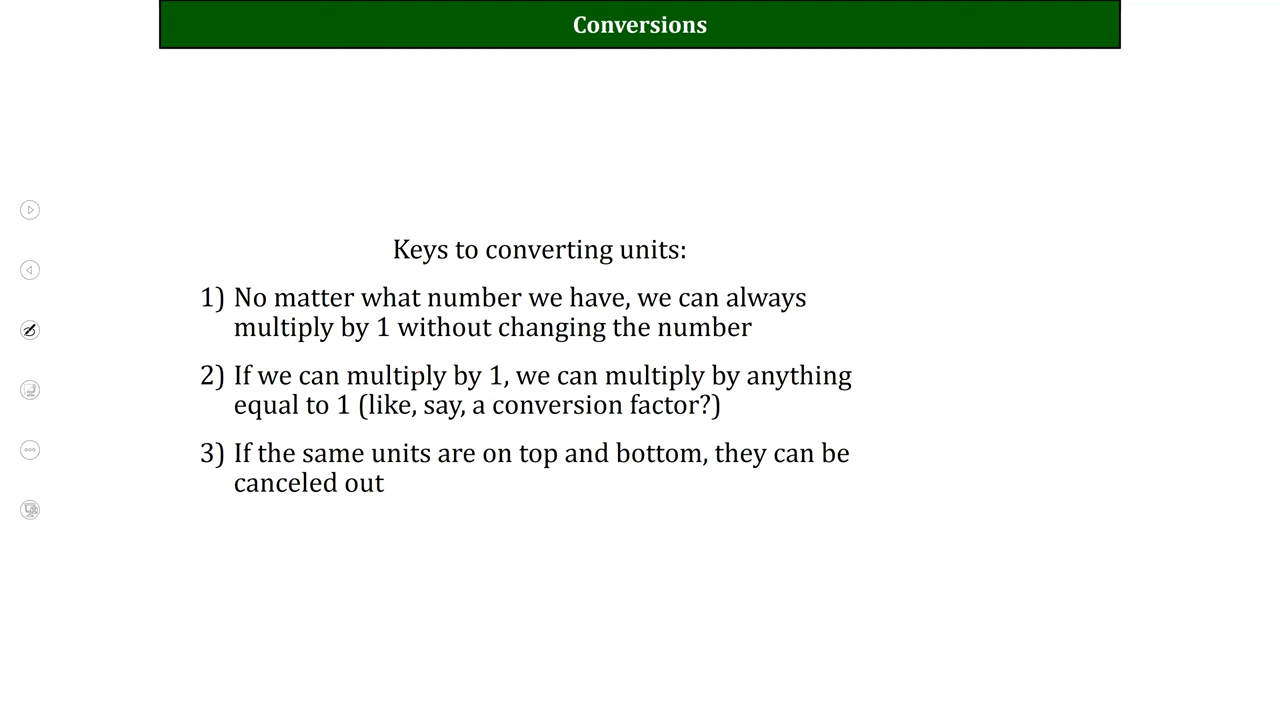 Conversions
Keys to converting units:
1) No matter what number we have, we can always
multiply by 1 without changing the number
2) If we can multiply by 1, we can multiply by anything
equal to 1 (like, say, a conversion factor?)
3) If the same units are on top and bottom, they can be
canceled out